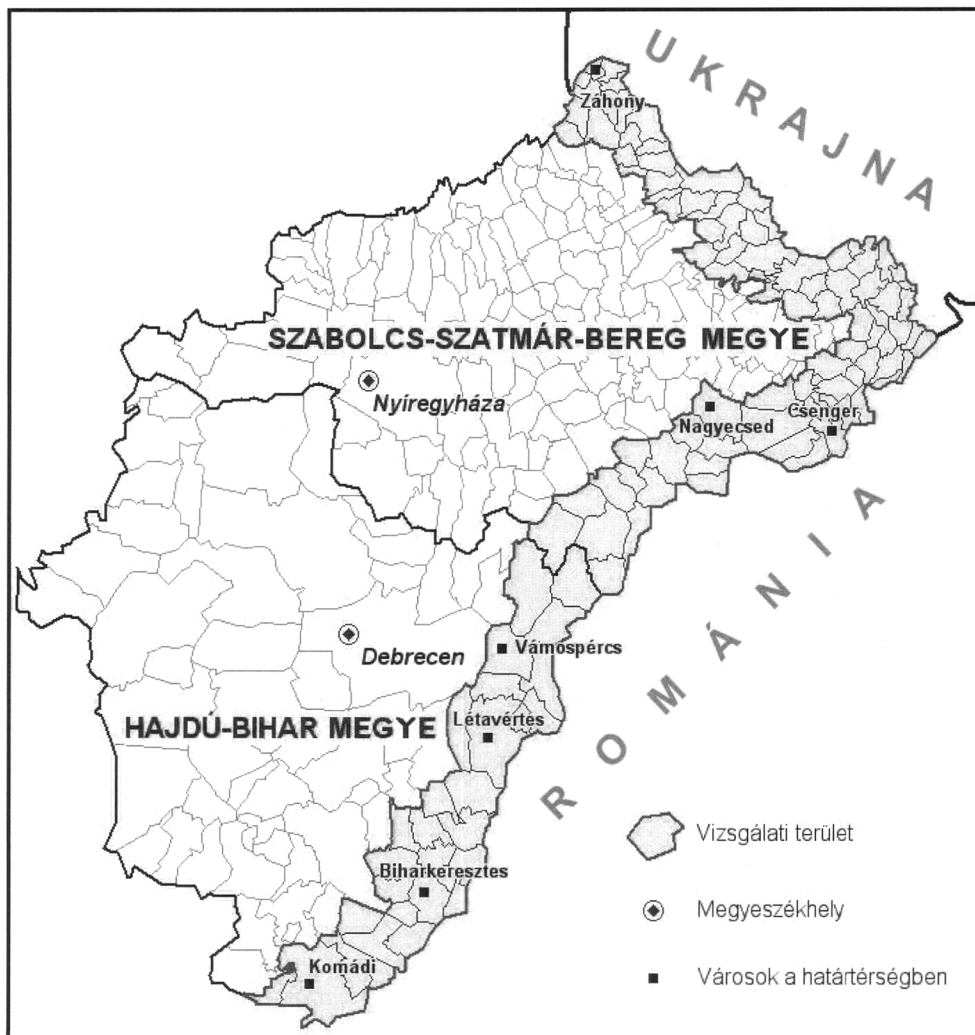 UKRAJNA
Záhony
SZABOLCS-SZATMÁR-BEREG MEGYE
Nyíregyháza
Nagyecsed
Csenger
ROMÁNIA
Vámospércs
Debrecen
Létavértes
HAJDÚ-BIHAR MEGYE
Biharkeresztes
Komádi
Vizsgálati terület
Megyeszékhely
Városok a határtérségben